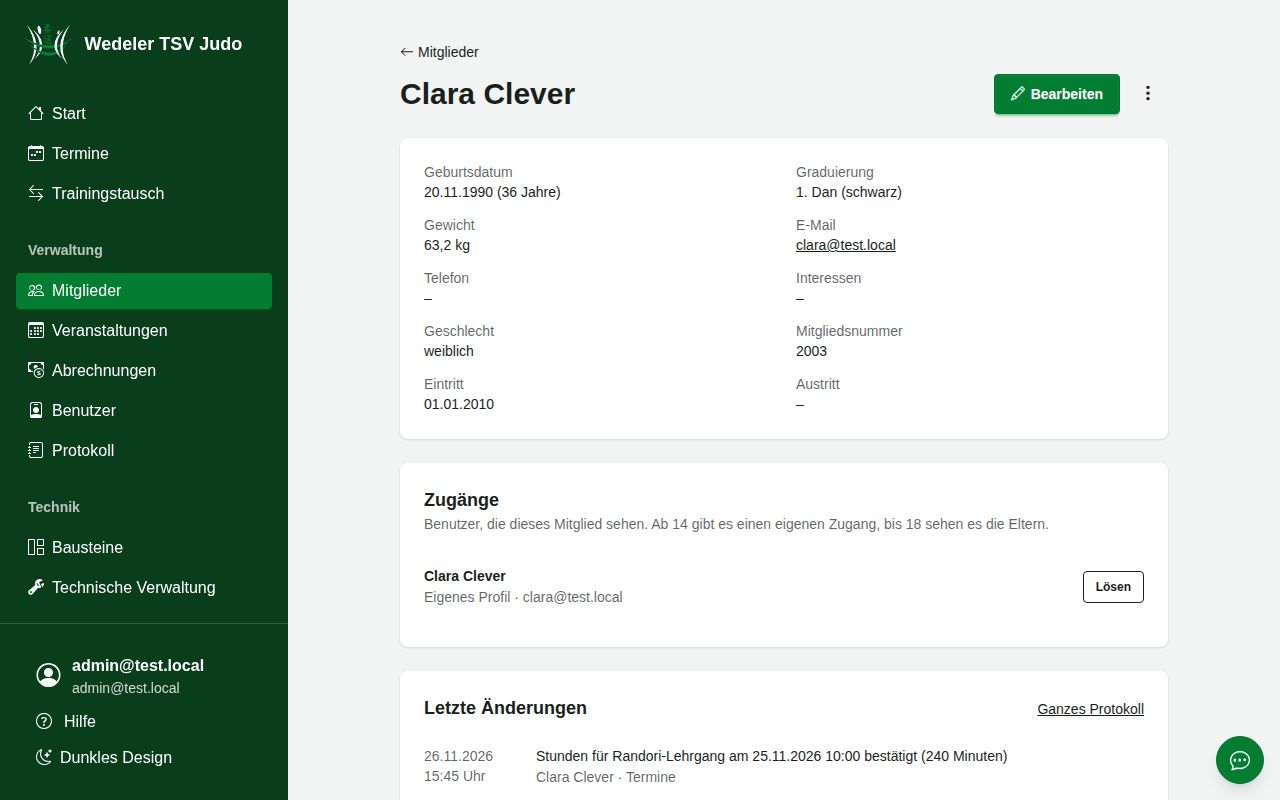 Wedeler TSV Judo
Start
Termine
Trainingstausch
Verwaltung
Mitglieder
Veranstaltungen
Abrechnungen
Benutzer
Protokoll
Technik
Bausteine
Technische Verwaltung
admin@test.local
admin@test.local
Hilfe
Dunkles Design
← Mitglieder
Clara Clever
Bearbeiten
Geburtsdatum
20.11.1990 (36 Jahre)
Graduierung
1. Dan (schwarz)
Gewicht
63,2 kg
E-Mail
clara@test.local
Telefon
–
Interessen
–
Geschlecht
weiblich
Mitgliedsnummer
2003
Eintritt
01.01.2010
Austritt
–
Zugänge
Benutzer, die dieses Mitglied sehen. Ab 14 gibt es einen eigenen Zugang, bis 18 sehen es die Eltern.
Clara Clever
Eigenes Profil · clara@test.local
Lösen
Letzte Änderungen
Ganzes Protokoll
26.11.2026
15:45 Uhr
Stunden für Randori-Lehrgang am 25.11.2026 10:00 bestätigt (240 Minuten)
Clara Clever · Termine